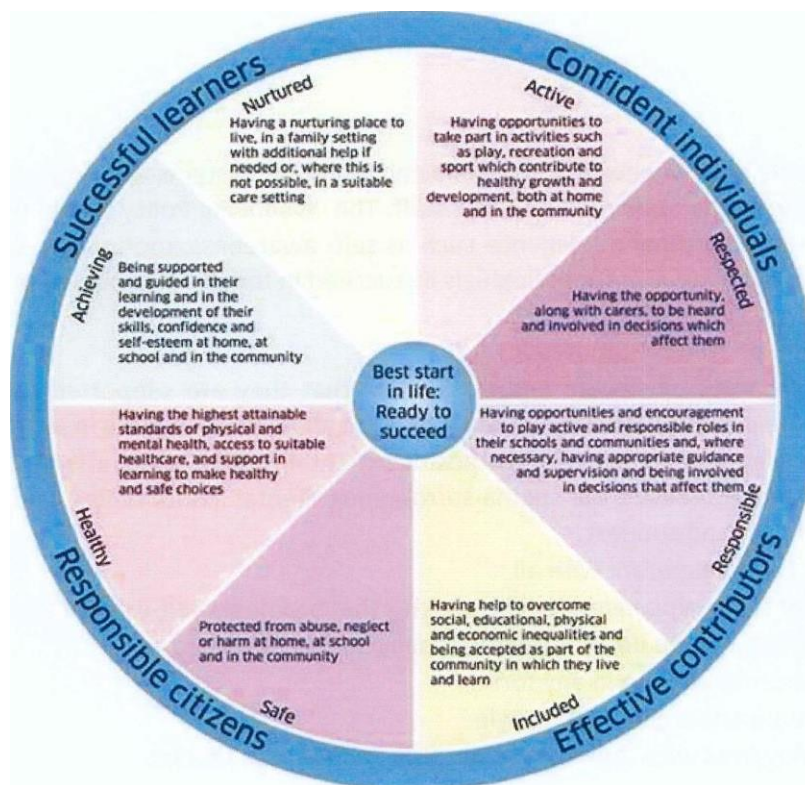 Successful learners
Confident individuals
Nurtured
Having a nurturing place to
live, in a family setting
with additional help if
needed or, where this is
not possible, in a suitable
care setting
Active
Having opportunities to
take part in activities such
as play, recreation and
sport which contribute to
healthy growth and
development, both at home
and in the community
Achieving
Being supported
and guided in their
learning and in the
development of their
skills, confidence and
self-esteem at home, at
school and in the community
Respected
Having the opportunity,
along with carers, to be heard
and involved in decisions which
affect them
Best start
in life:
Ready to
succeed
Healthy
Having the highest attainable
standards of physical and
mental health, access to suitable
healthcare, and support in
learning to make healthy
and safe choices
Responsible
Having opportunities and encouragement
to play active and responsible roles in
their schools and communities and, where
necessary, having appropriate guidance
and supervision and being involved
in decisions that affect them
Safe
Protected from abuse, neglect
or harm at home, at school
and in the community
Included
Having help to overcome
social, educational, physical
and economic inequalities and
being accepted as part of the
community in which they live
and learn
Responsible citizens
Effective contributors